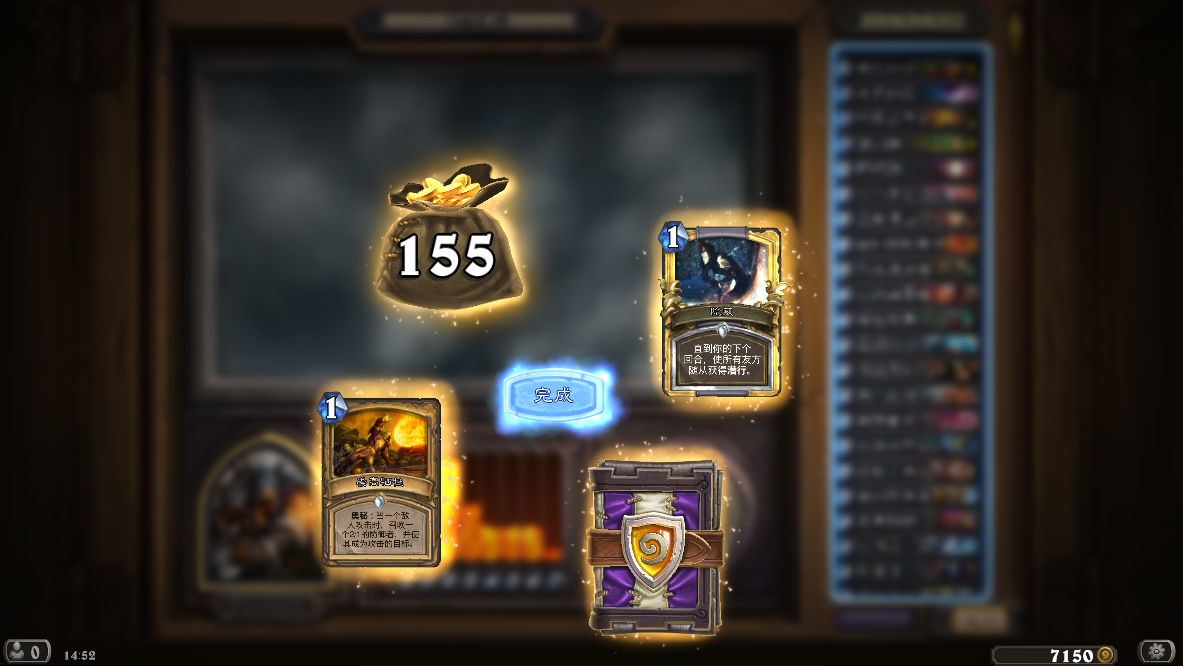 155
1
隐藏
直到你的下个
回合，使所有友方
随从获得潜行。
完成
1
奥秘：当一个敌
人攻击时，召唤一
个2/1的防御者，并使
其成为攻击的目标。
0
14:52
7150